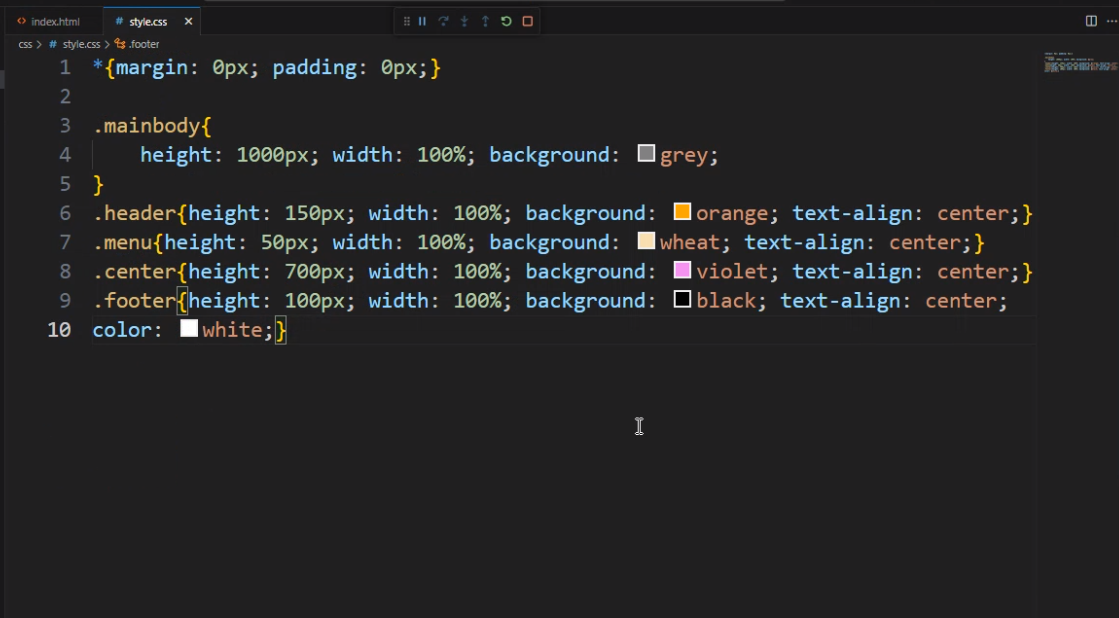 index.html
style.css
css > style.css > .footer
1 *{margin: 0px; padding: 0px;}
2
3 .mainbody{
4     height: 1000px; width: 100%; background: grey;
5 }
6 .header{height: 150px; width: 100%; background: orange; text-align: center;}
7 .menu{height: 50px; width: 100%; background: wheat; text-align: center;}
8 .center{height: 700px; width: 100%; background: violet; text-align: center;}
9 .footer{height: 100px; width: 100%; background: black; text-align: center;
10 color: white;}